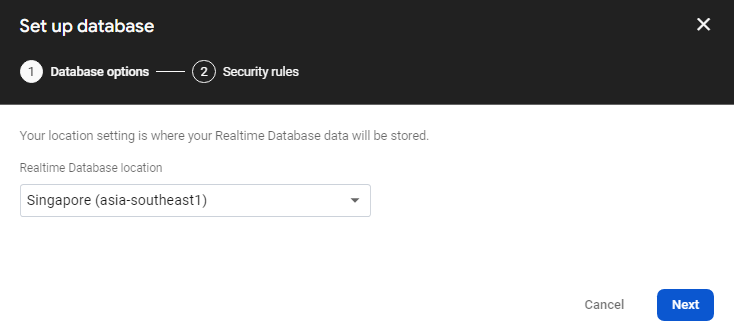 Set up database
1 Database options 2 Security rules
Your location setting is where your Realtime Database data will be stored.
Realtime Database location
Singapore (asia-southeast1)
Cancel Next